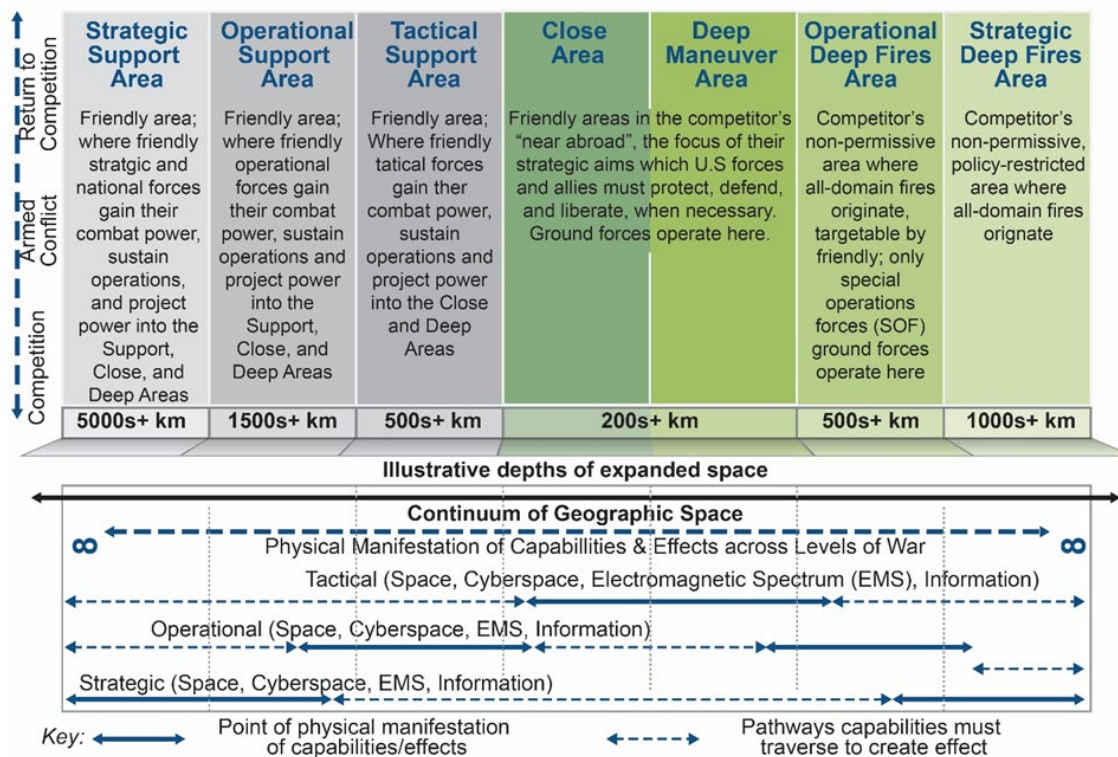 Return to
Competition
Armed
Conflict
Competition
Strategic
Support
Area
Friendly area;
where friendly
stratgic and
national forces
gain their
combat power,
sustain
operations,
and project
power into the
Support,
Close, and
Deep Areas
5000s+ km
Operational
Support
Area
Friendly area;
where friendly
operational
forces gain
their combat
power, sustain
operations and
project power
into the
Support,
Close, and
Deep Areas
1500s+ km
Tactical
Support
Area
Friendly area;
Where friendly
tatical forces
gain ther
combat power,
sustain
operations and
project power
into the Close
and Deep
Areas
500s+ km
Close
Area
Deep
Maneuver
Area
Friendly areas in the competitor's
"near abroad", the focus of their
strategic aims which U.S forces
and allies must protect, defend,
and liberate, when necessary.
Ground forces operate here.
200s+ km
Operational
Deep Fires
Area
Competitor's
non-permissive
area where
all-domain fires
originate,
targetable by
friendly; only
special
operations
forces (SOF)
ground forces
operate here
500s+ km
Strategic
Deep Fires
Area
Competitor's
non-permissive,
policy-restricted
area where
all-domain fires
orignate
1000s+ km
Illustrative depths of expanded space
Continuum of Geographic Space
8
8
Physical Manifestation of Capabillities & Effects across Levels of War
Tactical (Space, Cyberspace, Electromagnetic Spectrum (EMS), Information)
Operational (Space, Cyberspace, EMS, Information)
Strategic (Space, Cyberspace, EMS, Information)
Key:
Point of physical manifestation
of capabilities/effects
Pathways capabilities must
traverse to create effect